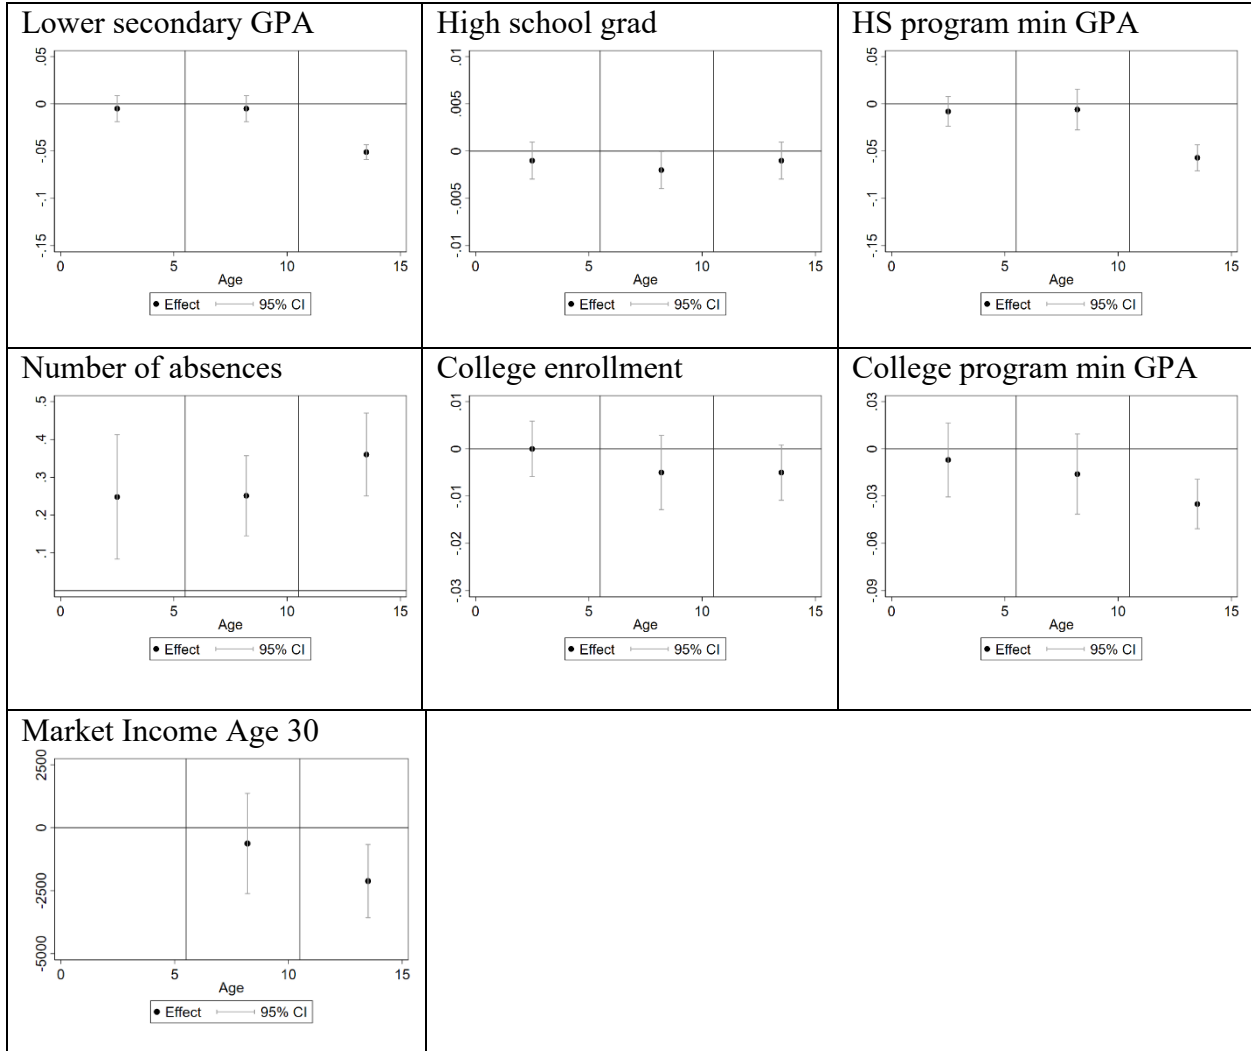 Lower secondary GPA
.05
0
-.05
-.1
-.15
0 5 10 15
Age
Effect 95% CI
High school grad
.01
.005
0
-.005
-.01
0 5 10 15
Age
Effect 95% CI
HS program min GPA
.05
0
-.05
-.1
-.15
0 5 10 15
Age
Effect 95% CI
Number of absences
.5
.4
.3
.2
.1
0 5 10 15
Age
Effect 95% CI
College enrollment
.01
0
-.01
-.02
-.03
0 5 10 15
Age
Effect 95% CI
College program min GPA
.03
0
-.03
-.06
-.09
0 5 10 15
Age
Effect 95% CI
Market Income Age 30
2500
0
-2500
-5000
0 5 10 15
Age
Effect 95% CI